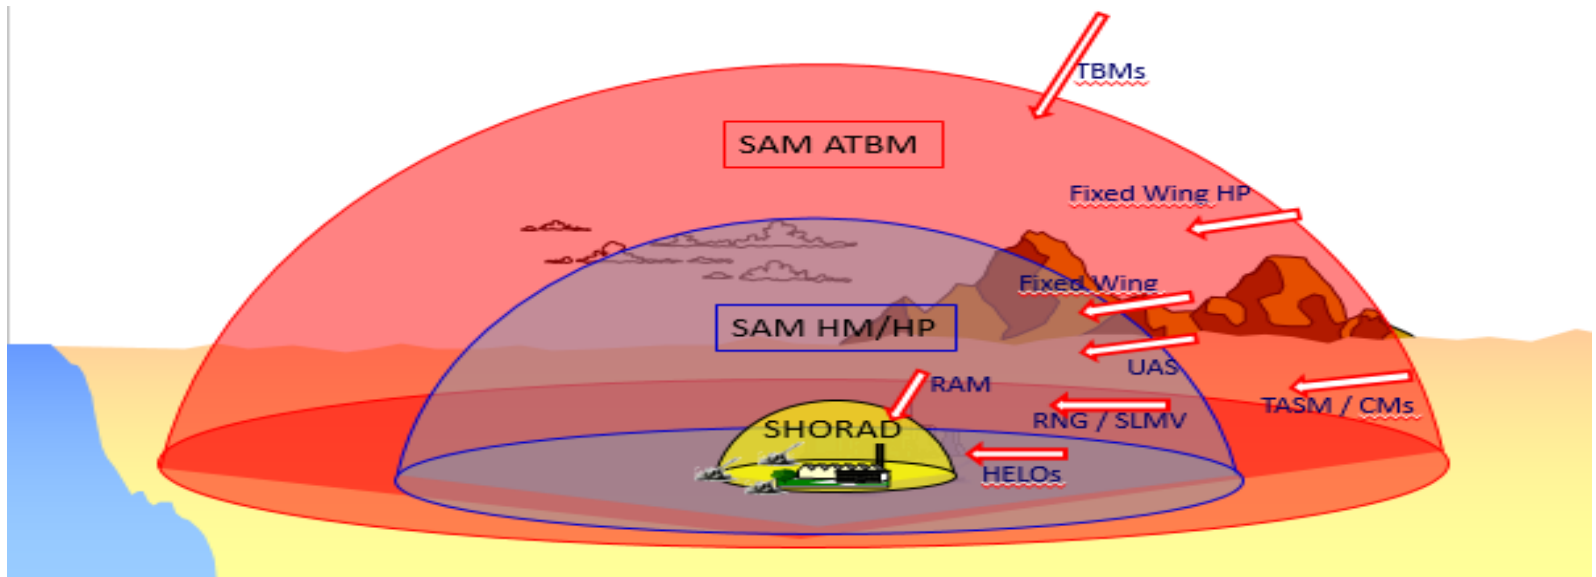 TBMs
SAM ATBM
Fixed Wing HP
Fixed Wing
SAM HM/HP
UAS
RAM
TASM / CMs
RNG / SLMV
SHORAD
HELOs